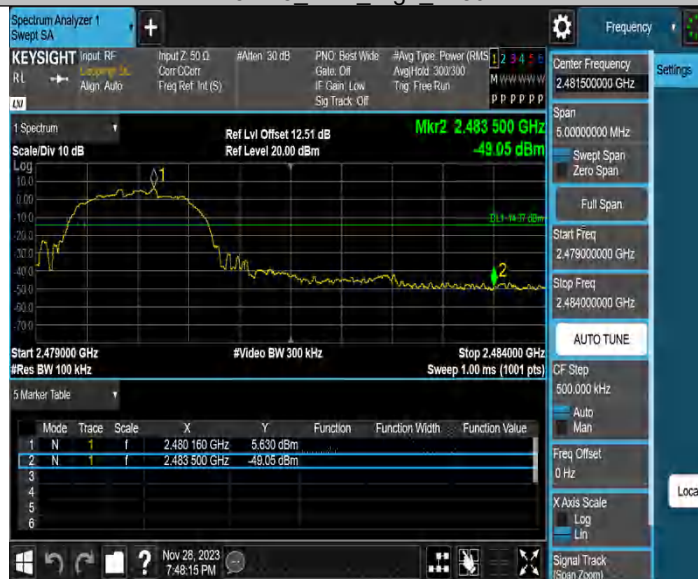 Spectrum Analyzer 1
Swept SA
+
Frequency
KEYSIGHT
RL
Input: RF
Align: Auto
Input Z: 50 Ω
Corr CCorr
Freq Ref: Int (S)
#Atten: 30 dB
PNO: Best Wide
Gate: Off
IF Gain: Low
Sig Track: Off
#Avg Type: Power (RMS
Avg|Hold: 300/300
Trig: Free Run
1 2 3 4 5 6
M W W W W W
P P P P P P
LXI
Center Frequency
2.481500000 GHz
Settings
Span
5.00000000 MHz
Swept Span
Zero Span
Full Span
Start Freq
2.479000000 GHz
Stop Freq
2.484000000 GHz
AUTO TUNE
CF Step
500.000 kHz
Auto
Man
Freq Offset
0 Hz
X Axis Scale
Log
Lin
Signal Track
(Span Zoom)
Local
1 Spectrum
Scale/Div 10 dB
Ref Lvl Offset 12.51 dB
Ref Level 20.00 dBm
Mkr2 2.483 500 GHz
-49.05 dBm
Log
10.0
0.00
-10.0
-20.0
-30.0
-40.0
-50.0
-60.0
-70.0
1
DL1 -14.37 dBm
2
Start 2.479000 GHz
#Res BW 100 kHz
#Video BW 300 kHz
Stop 2.484000 GHz
Sweep 1.00 ms (1001 pts)
5 Marker Table
Mode Trace Scale X Y Function Function Width Function Value
1 N 1 f 2.480 160 GHz 5.630 dBm
2 N 1 f 2.483 500 GHz -49.05 dBm
3
4
5
6
?
Nov 28, 2023
7:48:15 PM